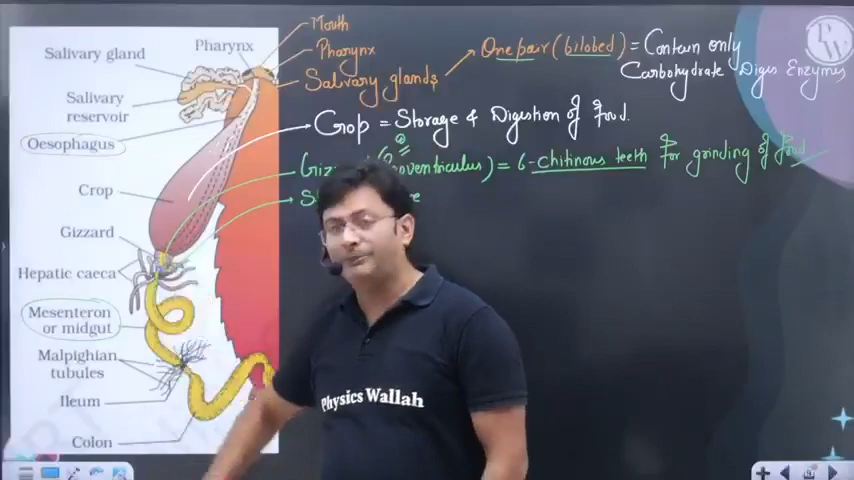 Salivary gland
Pharynx
Salivary
reservoir
Oesophagus
Crop
Gizzard
Hepatic caeca
Mesenteron
or midgut
Malpighian
tubules
Ileum
Colon
Mouth
Pharynx
Salivary glands
One pair (bilobed) = Contain only
Carbohydrate Diges Enzymes
Crop = Storage & Digestion of food.
= 6-chitinous teeth for grinding of food
Physics Wallah
PW